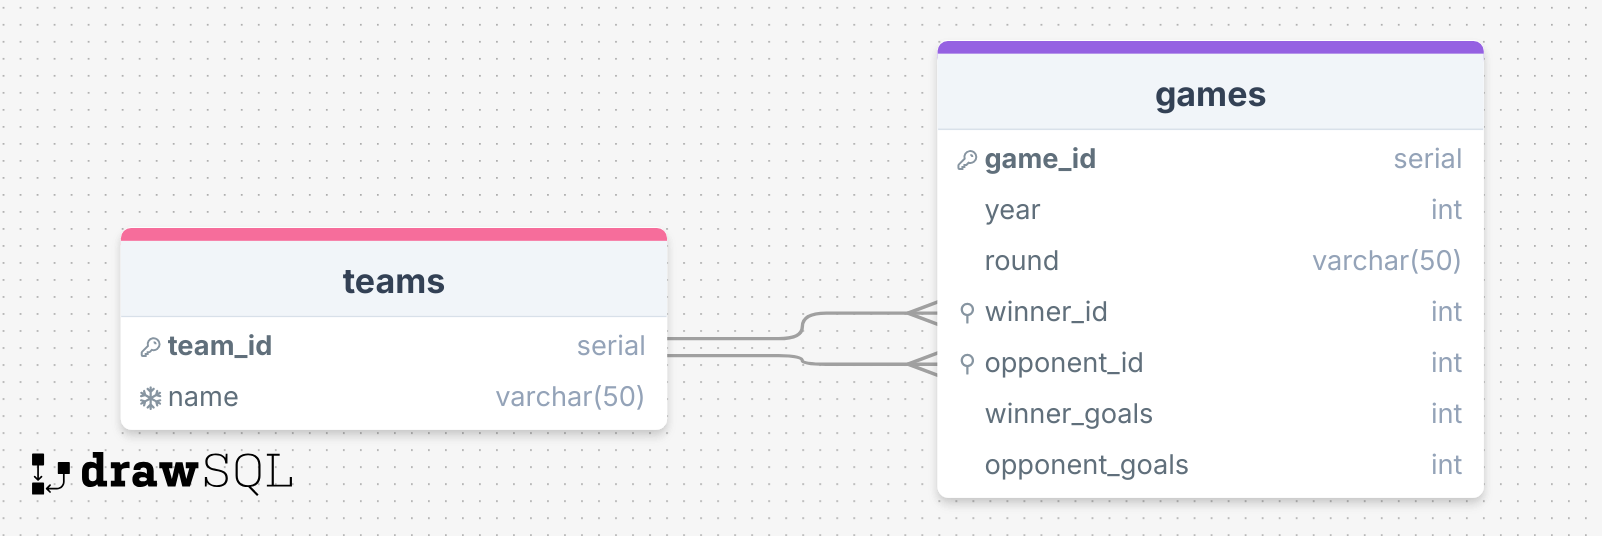 teams
team_id serial
name varchar(50)
drawSQL
games
game_id serial
year int
round varchar(50)
winner_id int
opponent_id int
winner_goals int
opponent_goals int